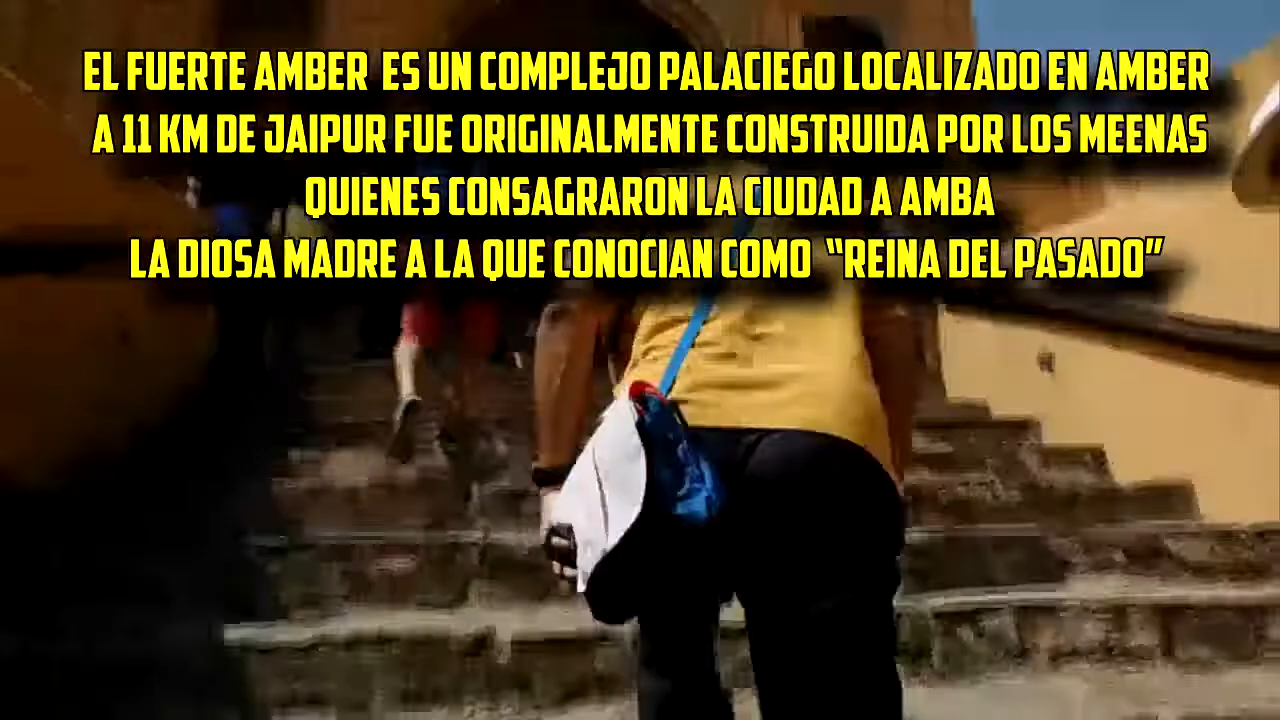 EL FUERTE AMBER ES UN COMPLEJO PALACIEGO LOCALIZADO EN AMBER
A 11 KM DE JAIPUR FUE ORIGINALMENTE CONSTRUIDA POR LOS MEENAS
QUIENES CONSAGRARON LA CIUDAD A AMBA
LA DIOSA MADRE A LA QUE CONOCIAN COMO “REINA DEL PASADO”